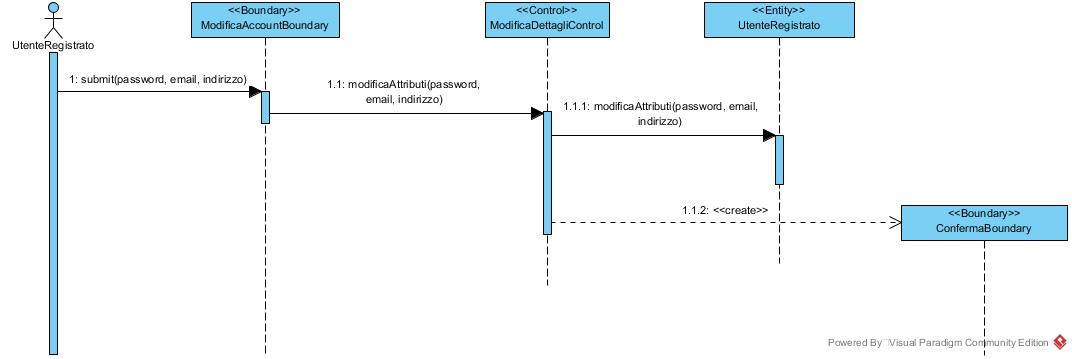 <<Boundary>>
ModificaAccountBoundary
<<Control>>
ModificaDettagliControl
<<Entity>>
UtenteRegistrato
UtenteRegistrato
1: submit(password, email, indirizzo)
1.1: modificaAttributi(password,
email, indirizzo)
1.1.1: modificaAttributi(password, email,
indirizzo)
1.1.2: <<create>>
<<Boundary>>
ConfermaBoundary
Powered By Visual Paradigm Community Edition